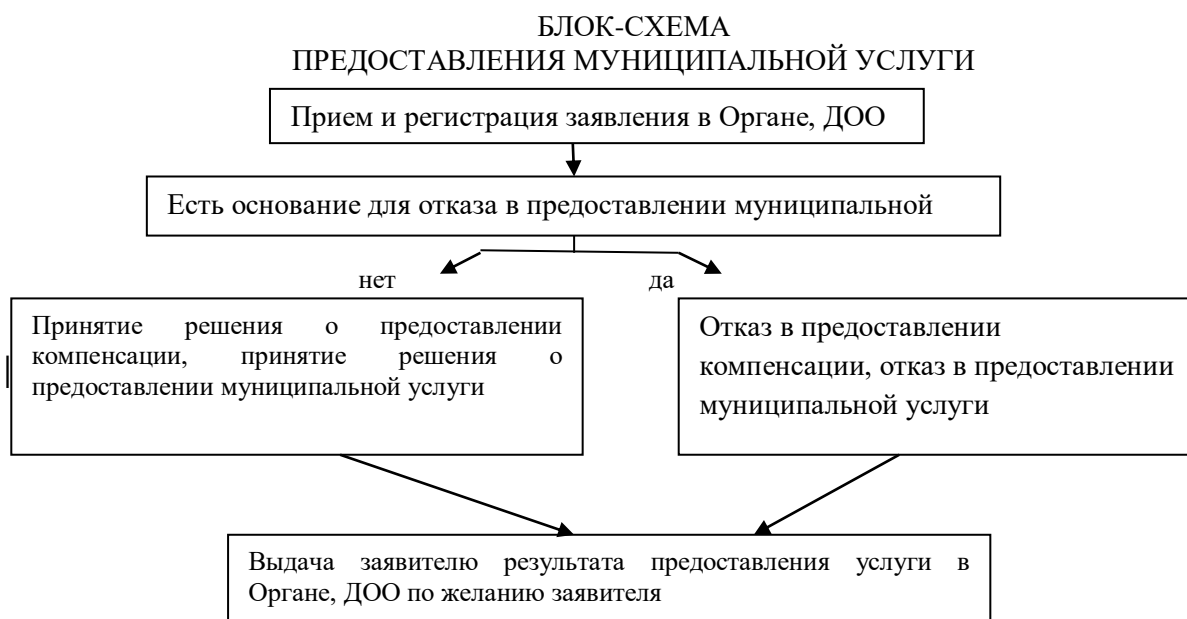 БЛОК-СХЕМА
ПРЕДОСТАВЛЕНИЯ МУНИЦИПАЛЬНОЙ УСЛУГИ
Прием и регистрация заявления в Органе, ДОО
Есть основание для отказа в предоставлении муниципальной
нет
да
Принятие решения о предоставлении
компенсации, принятие решения о
предоставлении муниципальной услуги
Отказ в предоставлении
компенсации, отказ в предоставлении
муниципальной услуги
Выдача заявителю результата предоставления услуги в
Органе, ДОО по желанию заявителя